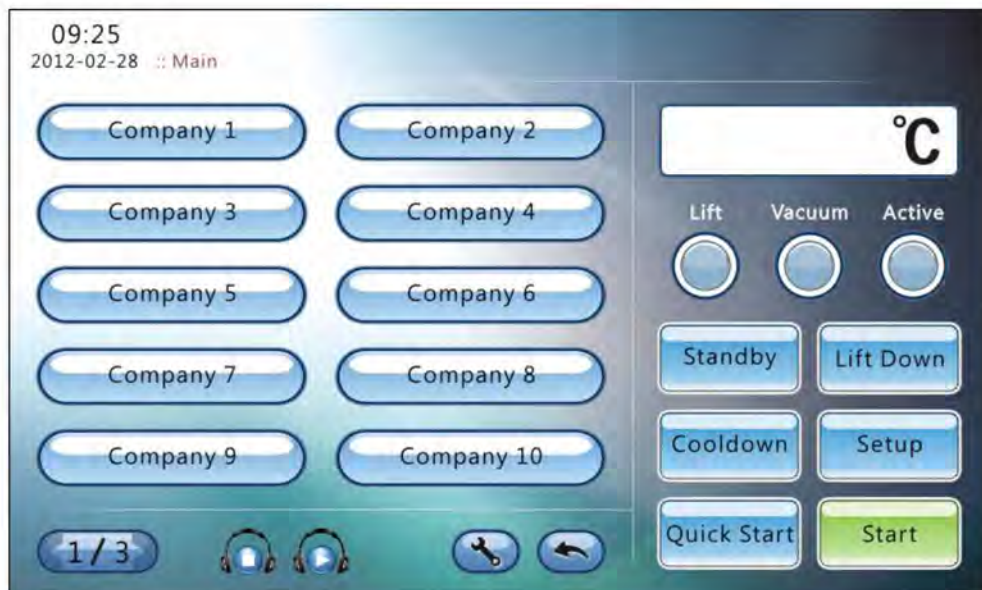 09:25
2012-02-28 :: Main
Company 1
Company 2
Company 3
Company 4
Company 5
Company 6
Company 7
Company 8
Company 9
Company 10
1 / 3
℃
Lift Vacuum Active
Standby
Lift Down
Cooldown
Setup
Quick Start
Start